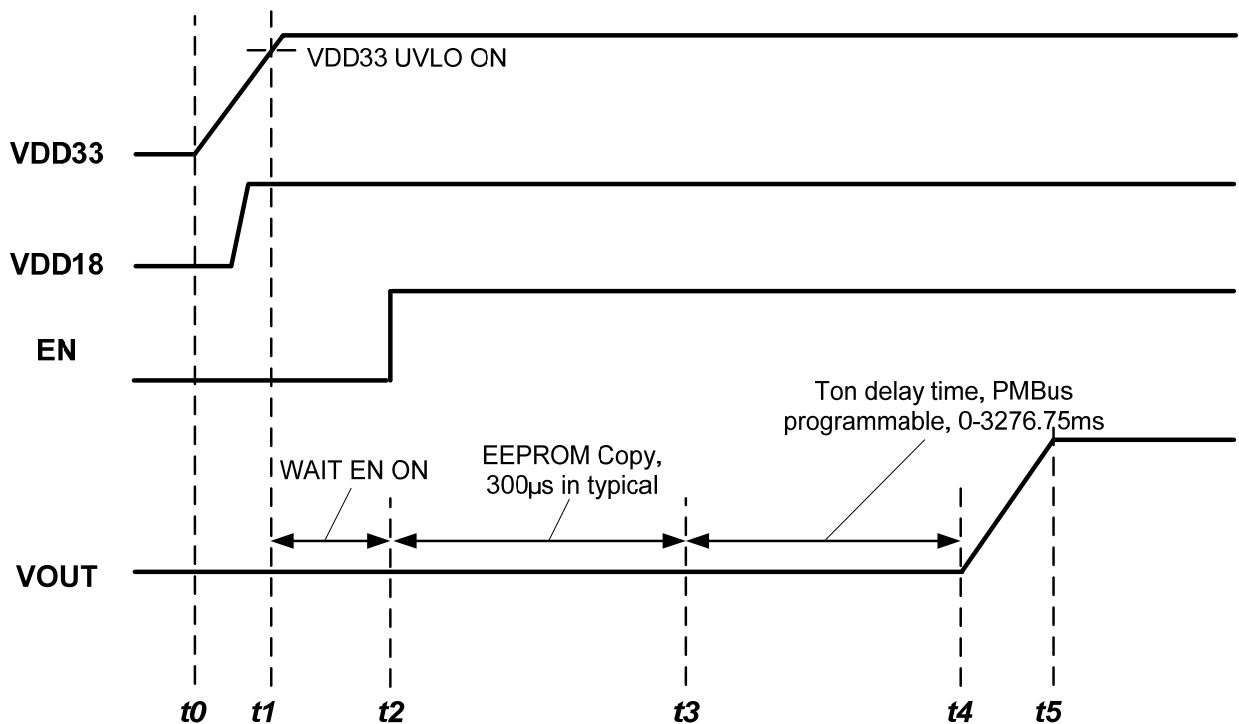 VDD33 UVLO ON
VDD33
VDD18
EN
Ton delay time, PMBus
programmable, 0-3276.75ms
WAIT EN ON
EEPROM Copy,
300µs in typical
VOUT
t0 t1 t2 t3 t4 t5